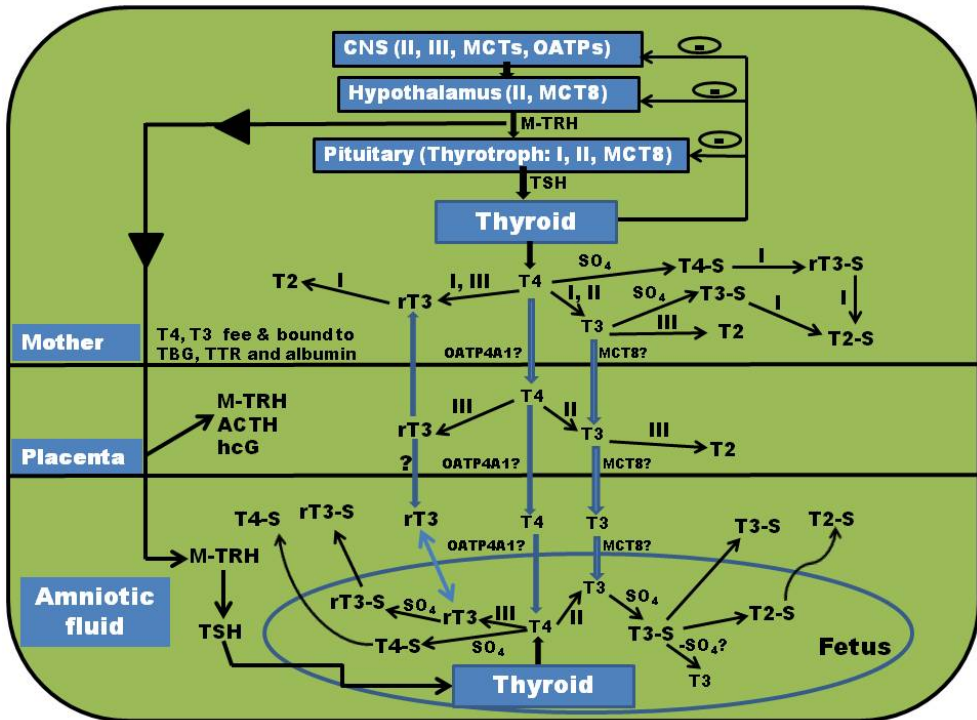 CNS (II, III, MCTs, OATPs)
-
Hypothalamus (II, MCT8)
-
M-TRH
Pituitary (Thyrotroph: I, II, MCT8)
-
TSH
Thyroid
T4
SO4
T4-S
I
rT3-S
T2
I
rT3
I, III
I, II
T3
SO4
T3-S
I
I
III
T2
T2-S
Mother
T4, T3 fee & bound to
TBG, TTR and albumin
OATP4A1?
MCT8?
M-TRH
ACTH
hcG
T4
III
II
rT3
T3
III
T2
Placenta
?
OATP4A1?
MCT8?
T4-S
rT3-S
rT3
T4
T3
T3-S
T2-S
M-TRH
OATP4A1?
MCT8?
Amniotic
fluid
TSH
rT3-S
SO4
rT3
III
T4
II
T3
SO4
T3-S
T2-S
T4-S
SO4
-SO4?
T3
Fetus
Thyroid